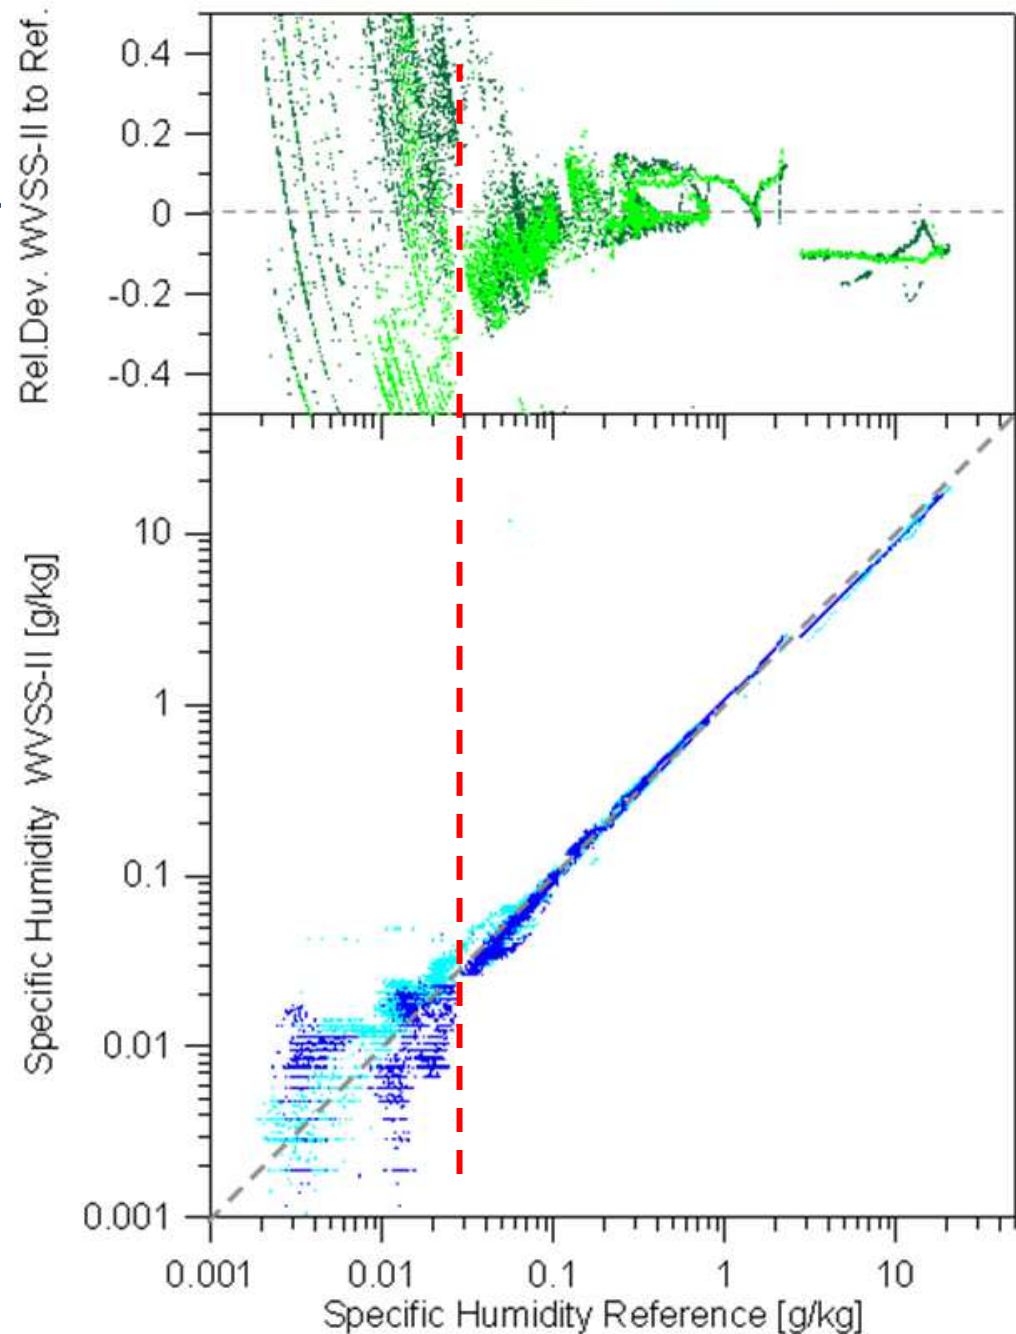 Rel.Dev. WVSS-II to Ref.
0.4
0.2
0
-0.2
-0.4
Specific Humidity WVSS-II [g/kg]
10
1
0.1
0.01
0.001
0.001 0.01 0.1 1 10
Specific Humidity Reference [g/kg]